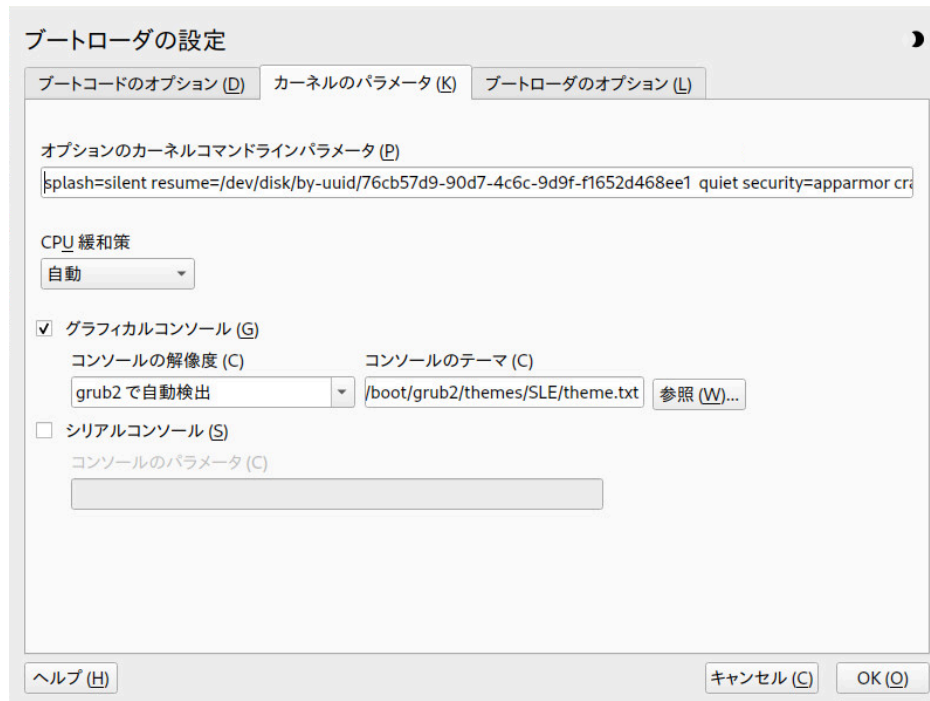 ブートローダの設定
ブートコードのオプション (D) カーネルのパラメータ (K) ブートローダのオプション (L)
オプションのカーネルコマンドラインパラメータ (P)
splash=silent resume=/dev/disk/by-uuid/76cb57d9-90d7-4c6c-9d9f-f1652d468ee1 quiet security=apparmor cra
CPU 緩和策
自動
グラフィカルコンソール (G)
コンソールの解像度 (C) コンソールのテーマ (C)
grub2 で自動検出 /boot/grub2/themes/SLE/theme.txt 参照 (W)...
シリアルコンソール (S)
コンソールのパラメータ (C)
ヘルプ (H) キャンセル (C) OK (O)